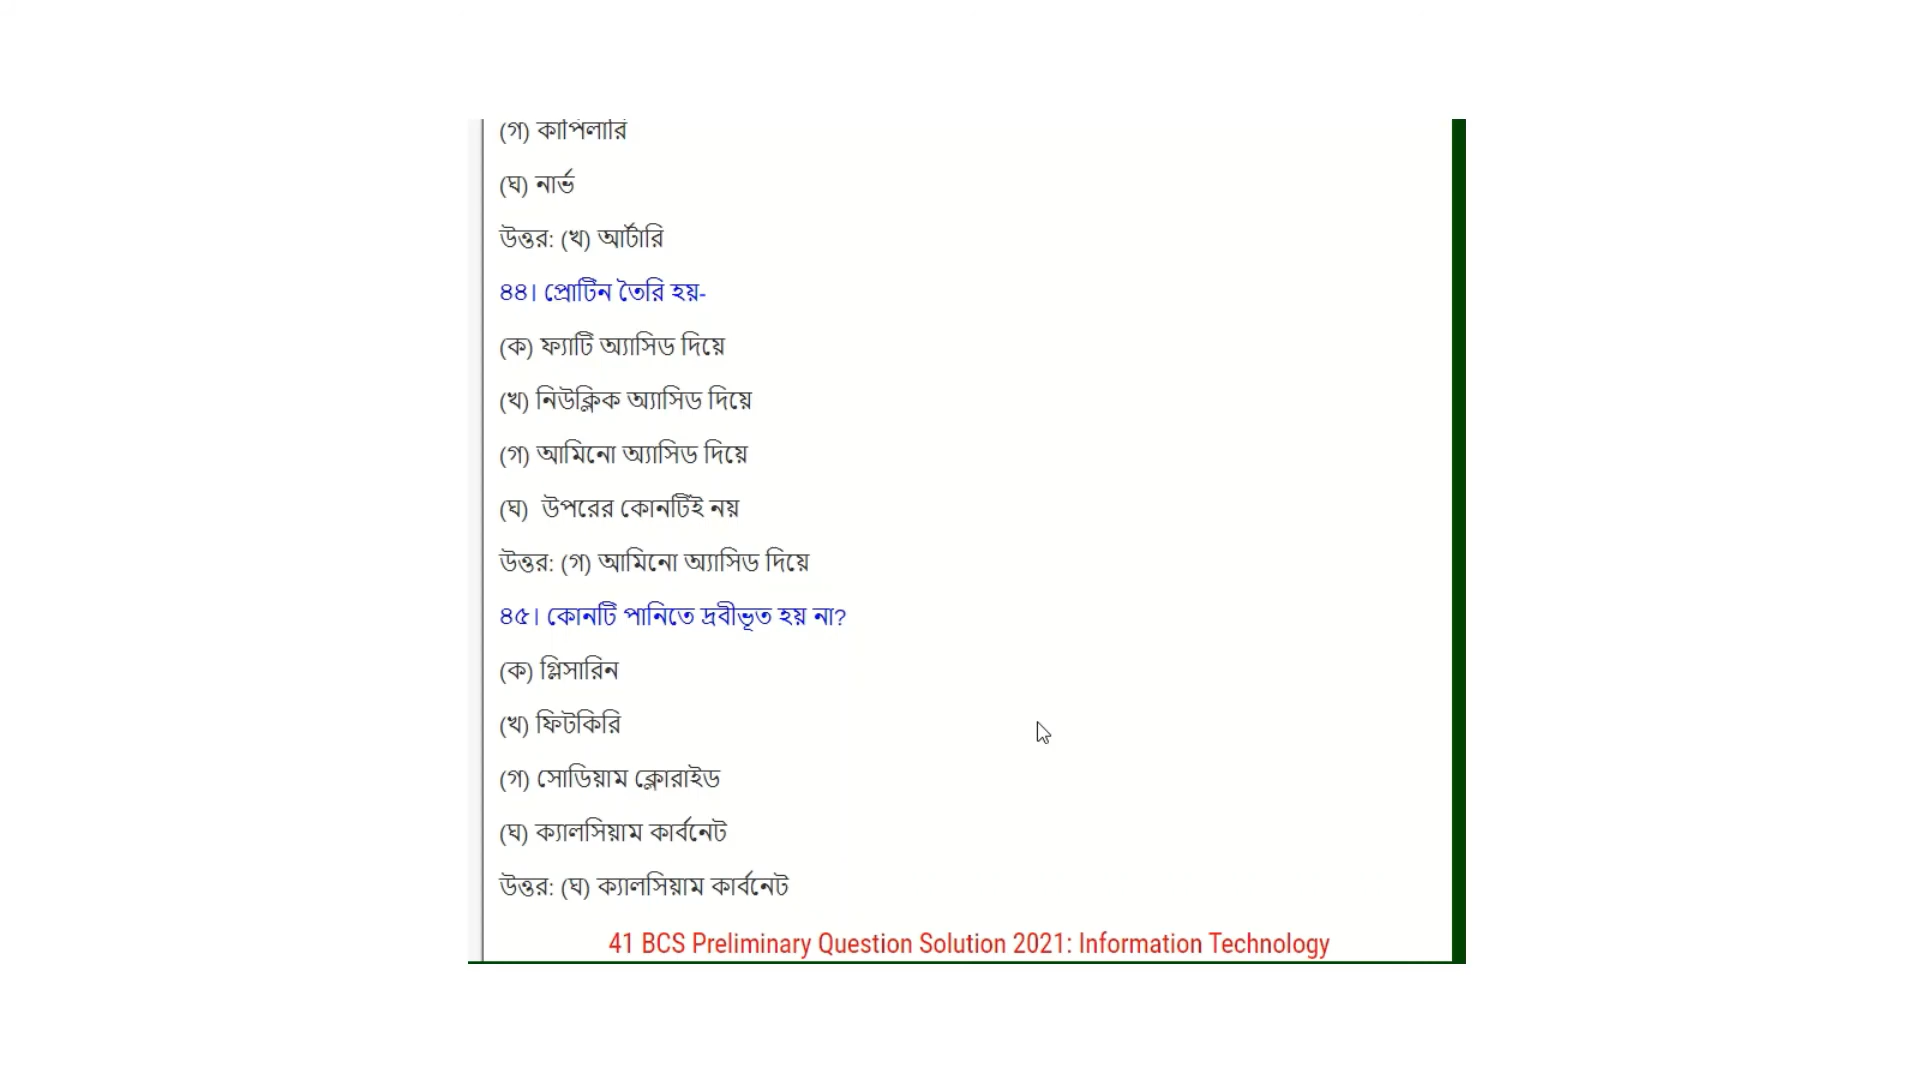 (গ) কাপিলারি
(ঘ) নার্ভ
উত্তর: (খ) আর্টারি
৪৪। প্রোটিন তৈরি হয়-
(ক) ফ্যাটি অ্যাসিড দিয়ে
(খ) নিউক্লিক অ্যাসিড দিয়ে
(গ) আমিনো অ্যাসিড দিয়ে
(ঘ) উপরের কোনটিই নয়
উত্তর: (গ) আমিনো অ্যাসিড দিয়ে
৪৫। কোনটি পানিতে দ্রবীভূত হয় না?
(ক) গ্লিসারিন
(খ) ফিটকিরি
(গ) সোডিয়াম ক্লোরাইড
(ঘ) ক্যালসিয়াম কার্বনেট
উত্তর: (ঘ) ক্যালসিয়াম কার্বনেট
41 BCS Preliminary Question Solution 2021: Information Technology